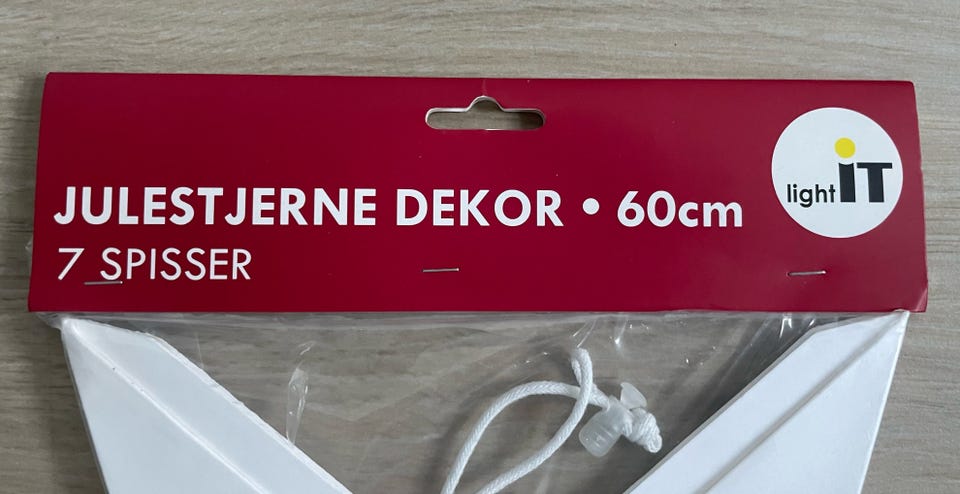 JULESTJERNE DEKOR • 60cm
7 SPISSER
light IT